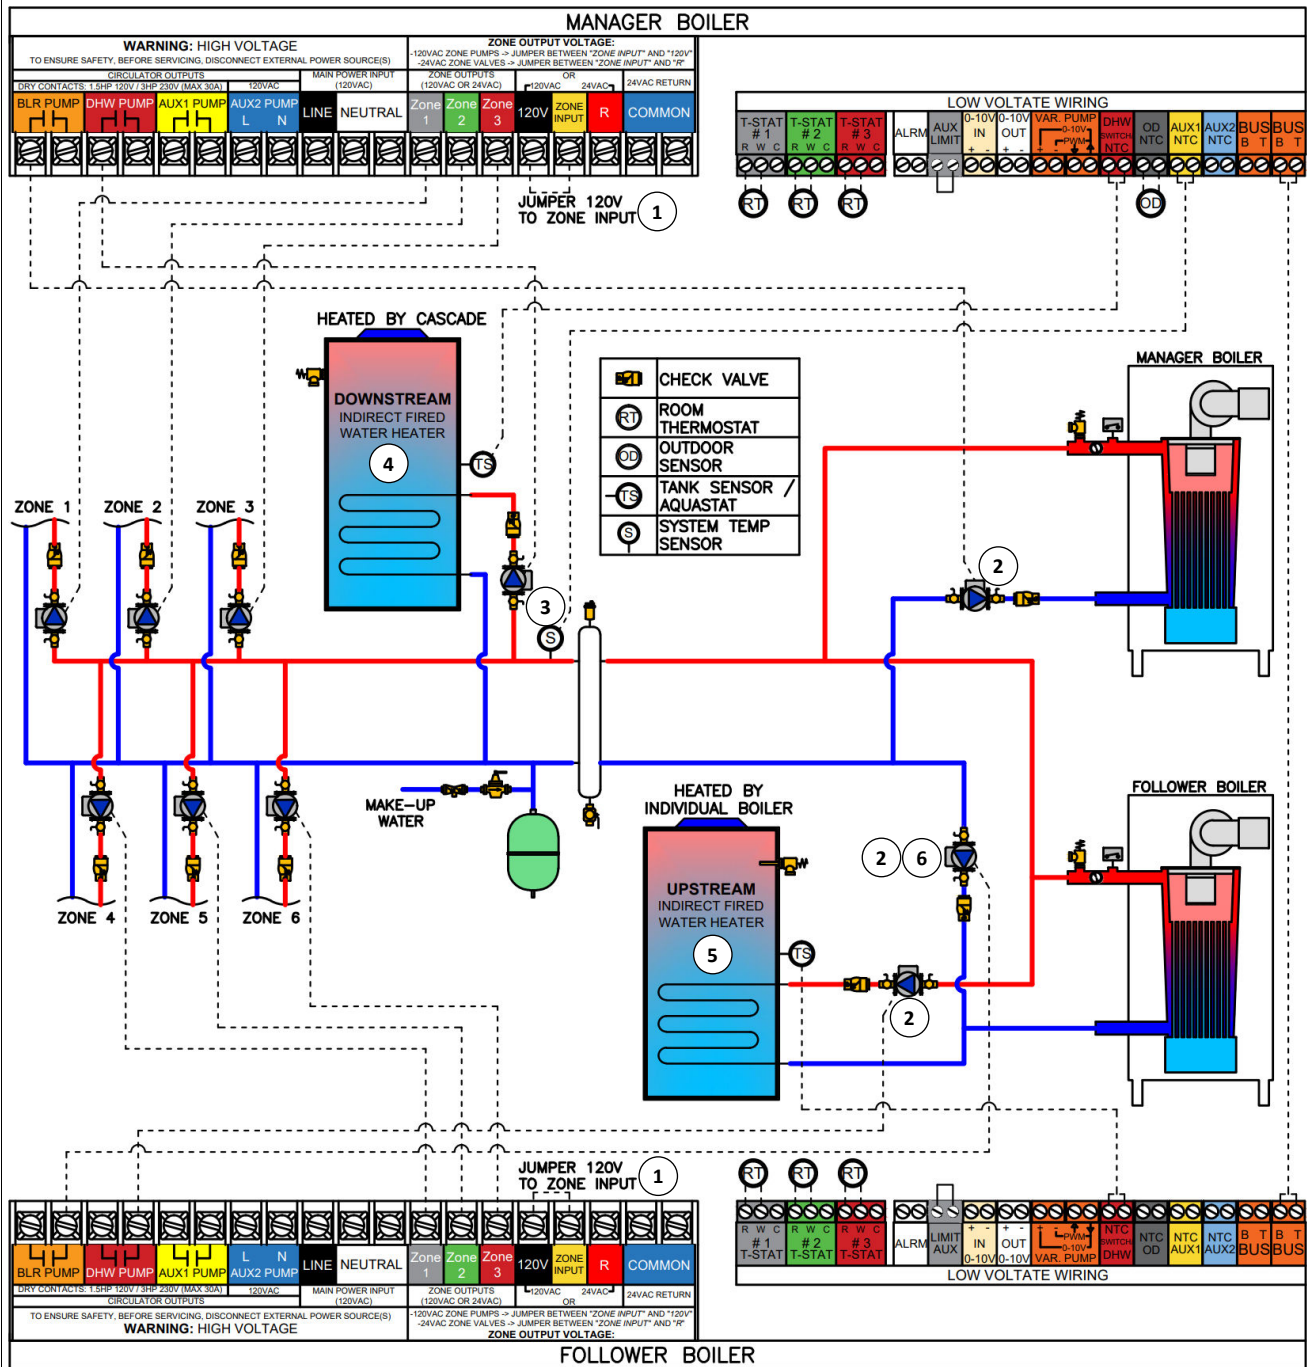 MANAGER BOILER
WARNING: HIGH VOLTAGE
TO ENSURE SAFETY, BEFORE SERVICING, DISCONNECT EXTERNAL POWER SOURCE(S)
ZONE OUTPUT VOLTAGE:
-120VAC ZONE PUMPS -> JUMPER BETWEEN "ZONE INPUT" AND "120V"
-24VAC ZONE VALVES -> JUMPER BETWEEN "ZONE INPUT" AND "R"
CIRCULATOR OUTPUTS
DRY CONTACTS: 1.5HP 120V / 3HP 230V (MAX 30A)
120VAC
MAIN POWER INPUT
(120VAC)
ZONE OUTPUTS
(120VAC OR 24VAC)
OR
120VAC 24VAC
24VAC RETURN
BLR PUMP
DHW PUMP
AUX1 PUMP
AUX2 PUMP
L N
LINE
NEUTRAL
Zone
1
Zone
2
Zone
3
120V
ZONE
INPUT
R
COMMON
LOW VOLTATE WIRING
T-STAT
# 1
R W C
T-STAT
# 2
R W C
T-STAT
# 3
R W C
ALRM
AUX
LIMIT
0-10V
IN
+ -
0-10V
OUT
+ -
VAR. PUMP
0-10V
PWM
+ -
DHW
SWITCH
NTC
OD
NTC
AUX1
NTC
AUX2
NTC
BUS
B T
BUS
B T
RT
RT
RT
OD
JUMPER 120V
TO ZONE INPUT
1
HEATED BY CASCADE
DOWNSTREAM
INDIRECT FIRED
WATER HEATER
4
TS
CHECK VALVE
RT
ROOM
THERMOSTAT
OD
OUTDOOR
SENSOR
TS
TANK SENSOR /
AQUASTAT
S
SYSTEM TEMP
SENSOR
MANAGER BOILER
ZONE 1
ZONE 2
ZONE 3
2
3
S
MAKE-UP
WATER
HEATED BY
INDIVIDUAL BOILER
FOLLOWER BOILER
2
6
UPSTREAM
INDIRECT FIRED
WATER HEATER
5
TS
2
ZONE 4
ZONE 5
ZONE 6
JUMPER 120V
TO ZONE INPUT
1
RT
RT
RT
BLR PUMP
DHW PUMP
AUX1 PUMP
L N
AUX2 PUMP
LINE
NEUTRAL
Zone
1
Zone
2
Zone
3
120V
ZONE
INPUT
R
COMMON
R W C
# 1
T-STAT
R W C
# 2
T-STAT
R W C
# 3
T-STAT
ALRM
LIMIT
AUX
+ -
IN
0-10V
+ -
OUT
0-10V
+ -
PWM
0-10V
VAR. PUMP
NTC
SWITCH
DHW
NTC
OD
NTC
AUX1
NTC
AUX2
B T
BUS
B T
BUS
LOW VOLTATE WIRING
DRY CONTACTS: 1.5HP 120V / 3HP 230V (MAX 30A)
CIRCULATOR OUTPUTS
120VAC
MAIN POWER INPUT
(120VAC)
ZONE OUTPUTS
(120VAC OR 24VAC)
120VAC 24VAC
OR
24VAC RETURN
TO ENSURE SAFETY, BEFORE SERVICING, DISCONNECT EXTERNAL POWER SOURCE(S)
WARNING: HIGH VOLTAGE
-120VAC ZONE PUMPS -> JUMPER BETWEEN "ZONE INPUT" AND "120V"
-24VAC ZONE VALVES -> JUMPER BETWEEN "ZONE INPUT" AND "R"
ZONE OUTPUT VOLTAGE:
FOLLOWER BOILER